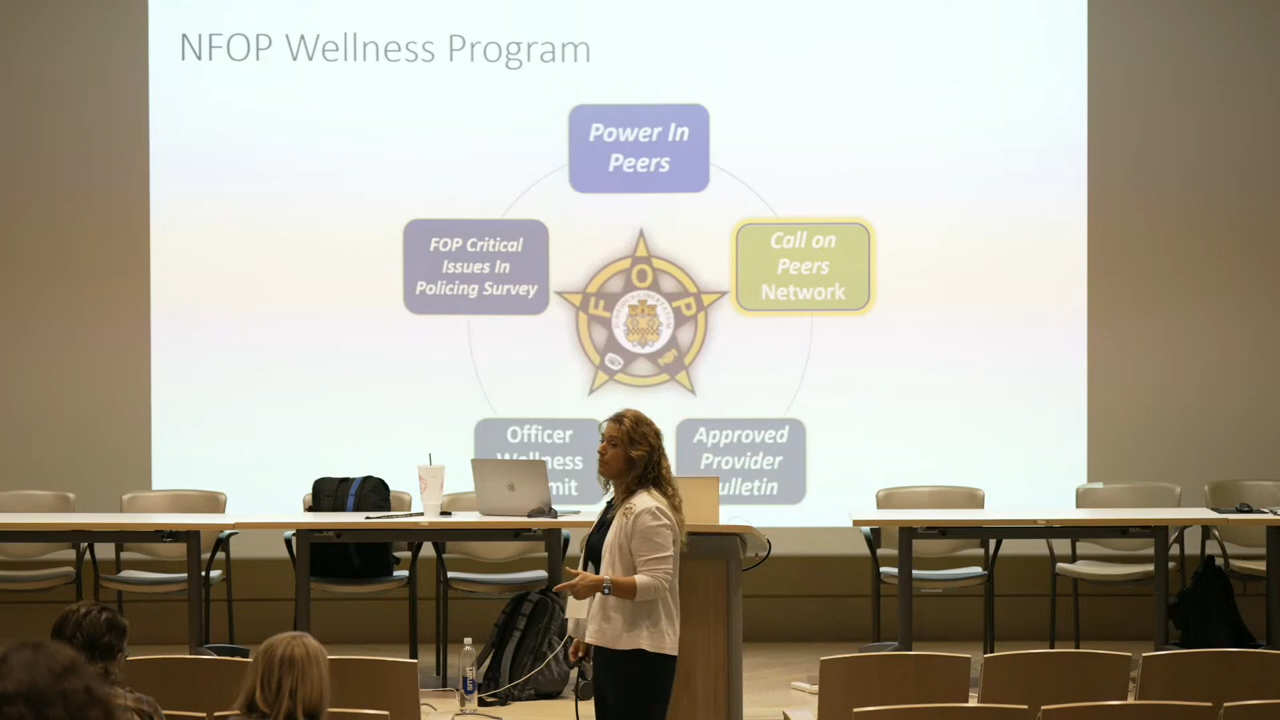 NFOP Wellness Program
Power In
Peers
FOP Critical
Issues In
Policing Survey
Call on
Peers
Network
F O P
Officer
Approved
Provider
smart